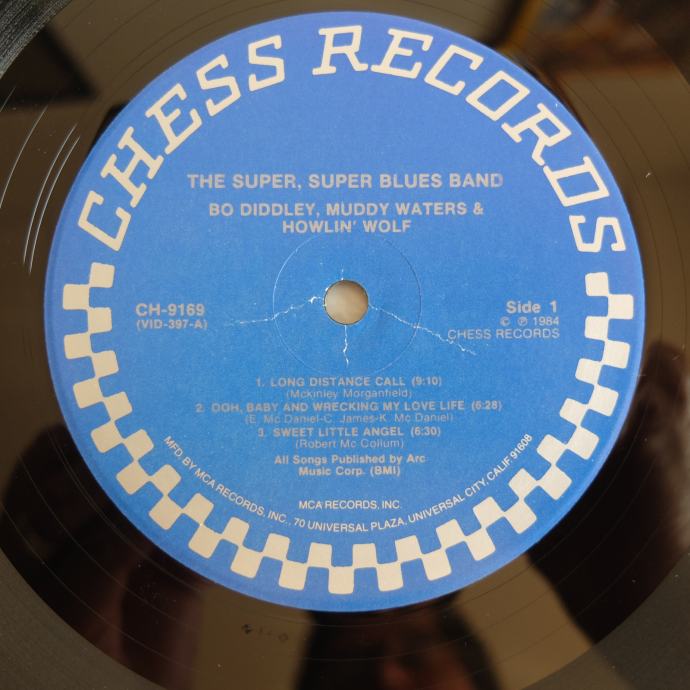 CHESS RECORDS
THE SUPER, SUPER BLUES BAND
BO DIDDLEY, MUDDY WATERS &
HOWLIN' WOLF
CH-9169
(VID-397-A)
Side 1
© ℗ 1984
CHESS RECORDS
1. LONG DISTANCE CALL (9:10)
(Mckinley Morganfield)
2. OOH, BABY AND WRECKING MY LOVE LIFE (6:28)
(E. Mc Daniel-C. James-K. Mc Daniel)
3. SWEET LITTLE ANGEL (6:30)
(Robert Mc Collum)
All Songs Published by Arc
Music Corp. (BMI)
MCA RECORDS, INC.
MFD BY MCA RECORDS, INC., 70 UNIVERSAL PLAZA, UNIVERSAL CITY, CALIF 91608